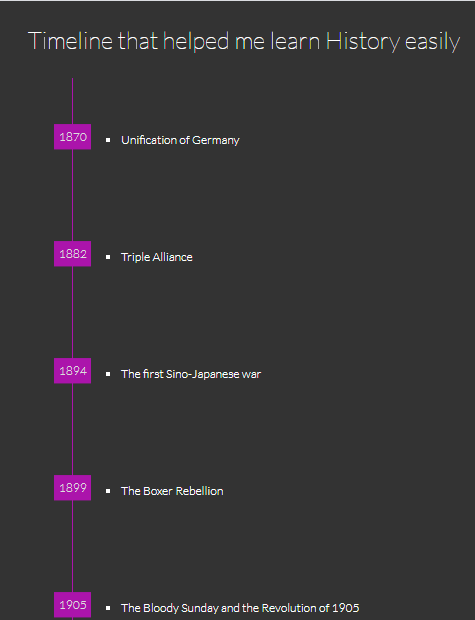 Timeline that helped me learn History easily
1870
Unification of Germany
1882
Triple Alliance
1894
The first Sino-Japanese war
1899
The Boxer Rebellion
1905
The Bloody Sunday and the Revolution of 1905